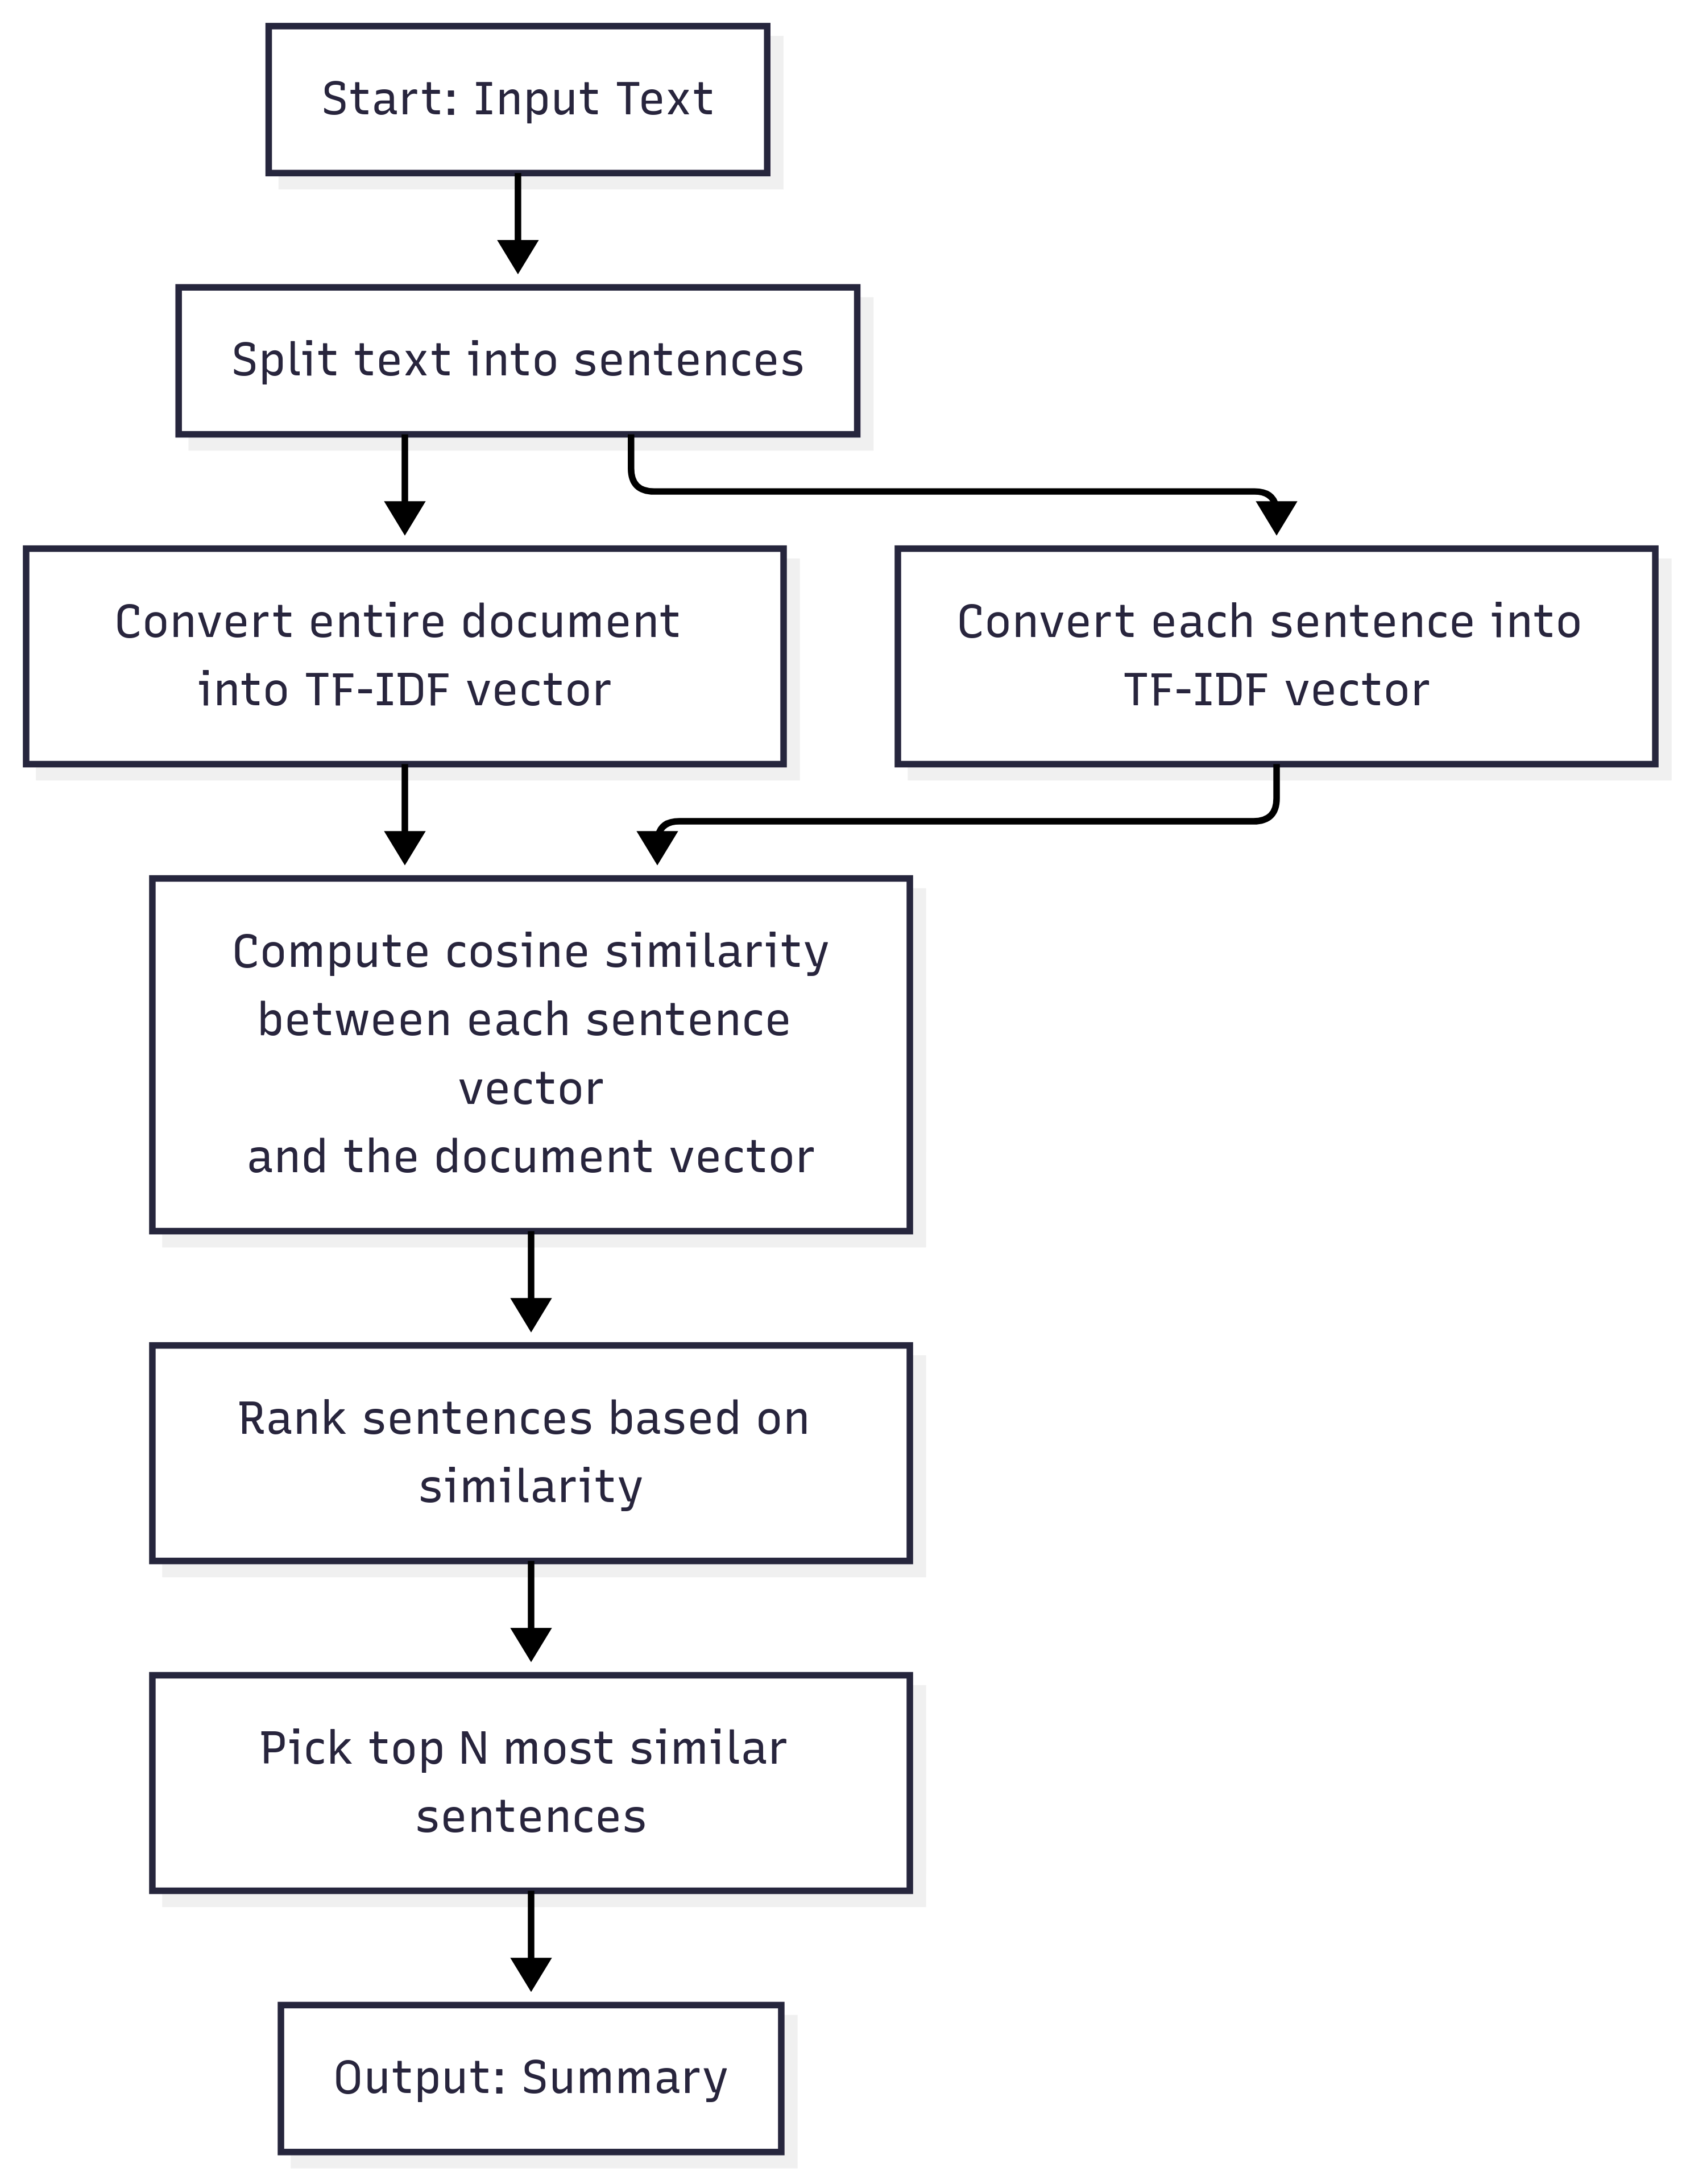 Start: Input Text
Split text into sentences
Convert entire document
into TF-IDF vector
Convert each sentence into
TF-IDF vector
Compute cosine similarity
between each sentence
vector
and the document vector
Rank sentences based on
similarity
Pick top N most similar
sentences
Output: Summary